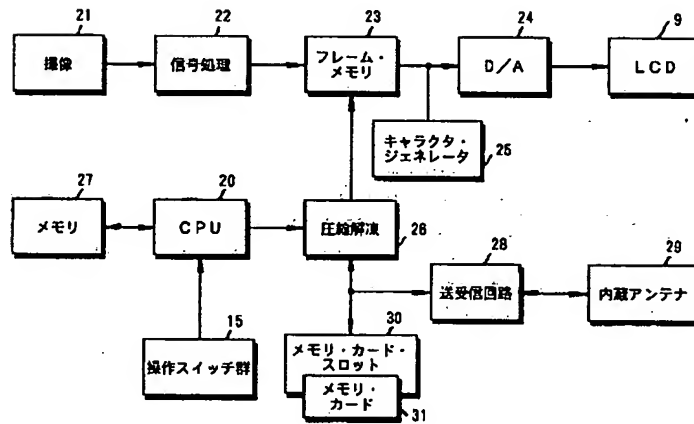 21
22
23
24
9
撮像
信号処理
フレーム・
メモリ
D/A
LCD
キャラクタ・
ジェネレータ
25
27
20
メモリ
CPU
圧縮解凍
26
28
29
送受信回路
内蔵アンテナ
15
30
操作スイッチ群
メモリ・カード・
スロット
メモリ・
カード
31